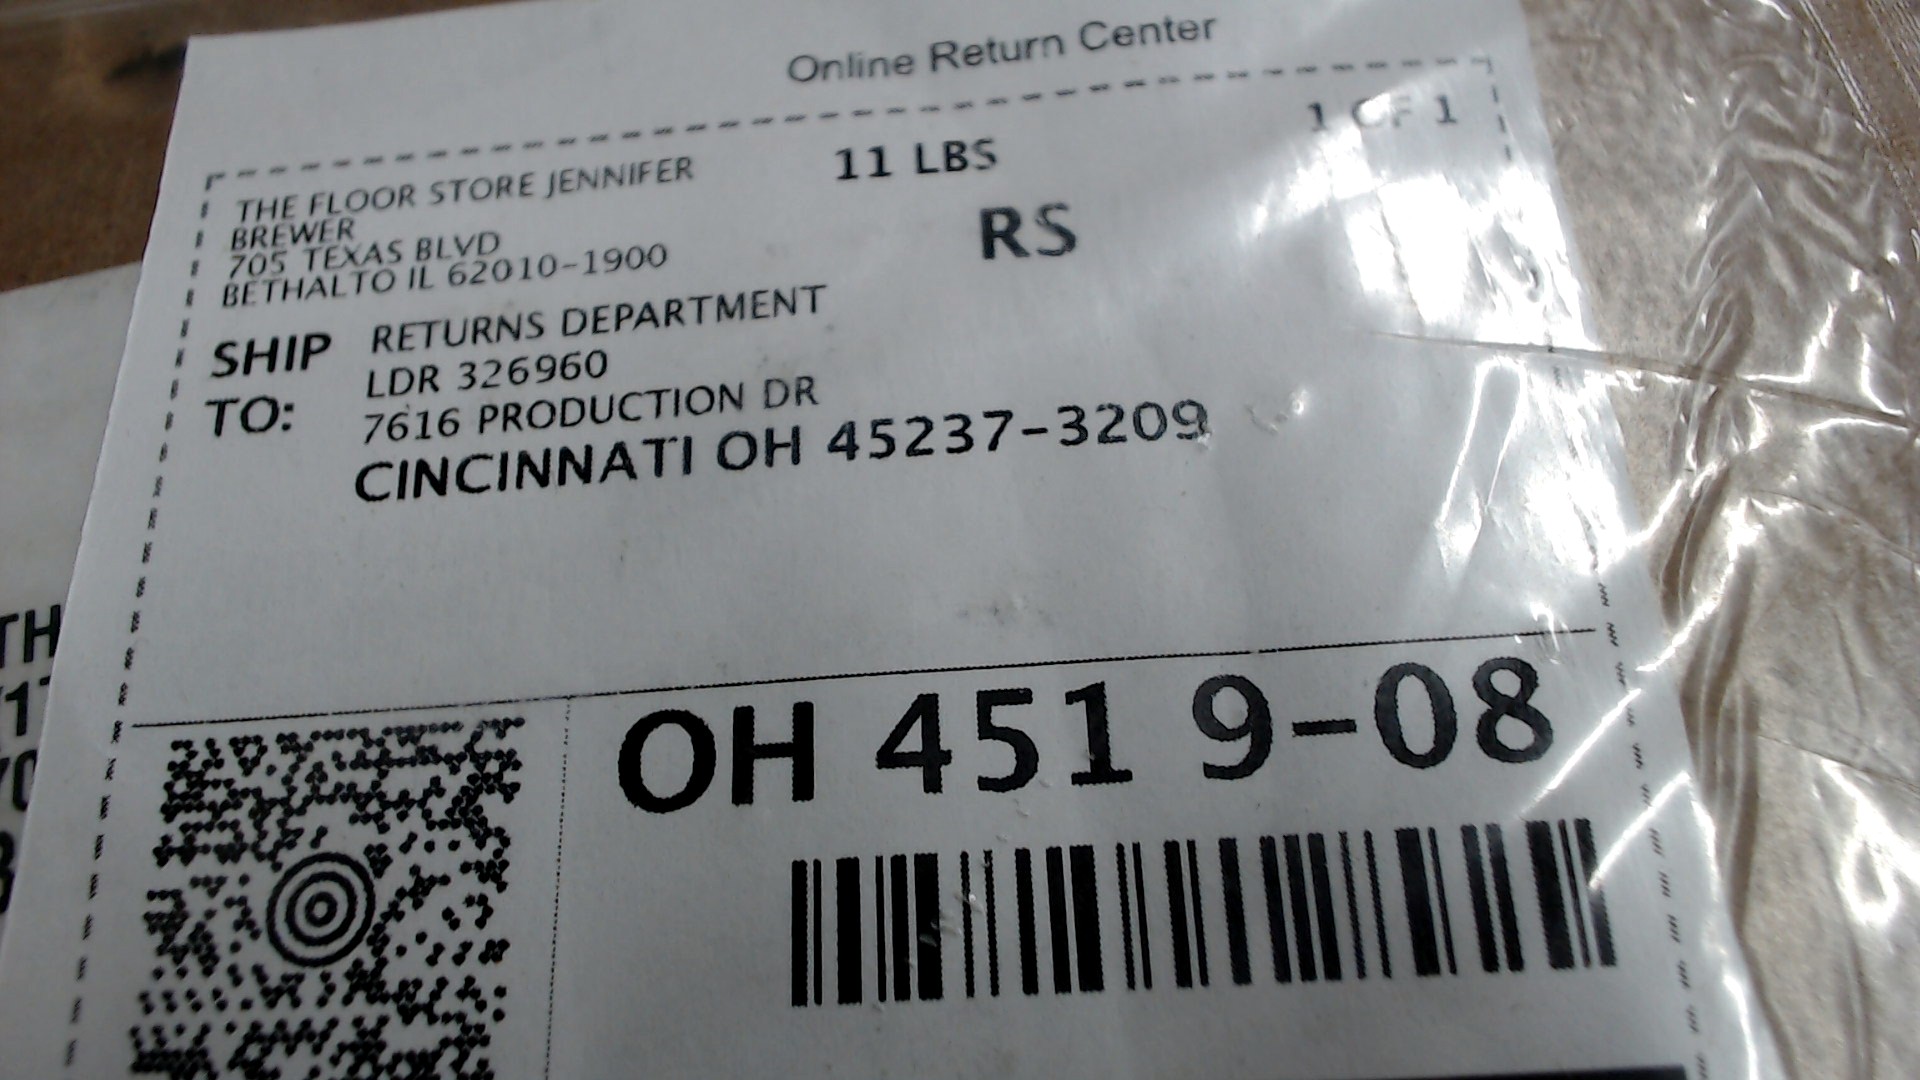 Online Return Center
THE FLOOR STORE JENNIFER 11 LBS 1 OF 1
BREWER
705 TEXAS BLVD
BETHALTO IL 62010-1900
RS
SHIP TO:
RETURNS DEPARTMENT
LDR 326960
7616 PRODUCTION DR
CINCINNATI OH 45237-3209
OH 451 9-08
TH